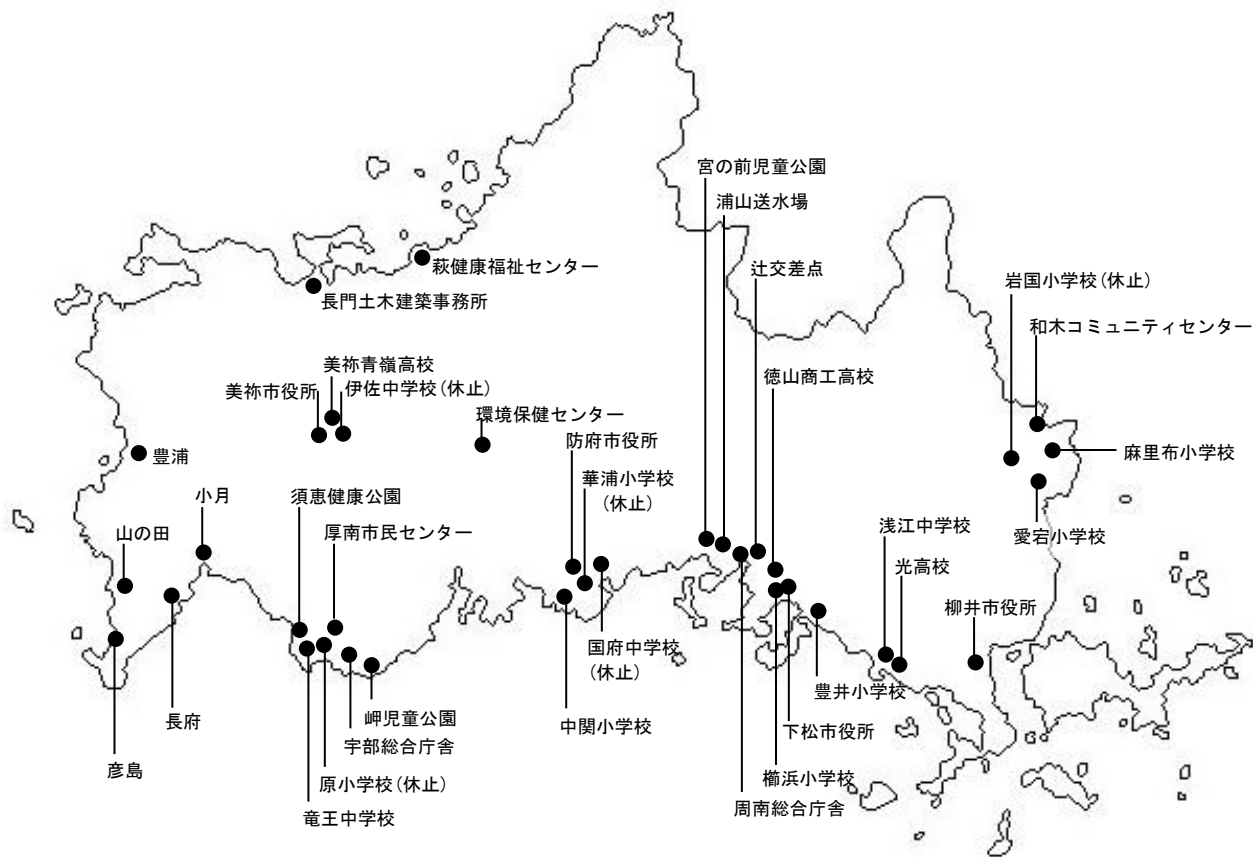 宮の前児童公園
浦山送水場
萩健康福祉センター
辻交差点
岩国小学校(休止)
長門土木建築事務所
和木コミュニティセンター
美祢青嶺高校
徳山商工高校
美祢市役所
伊佐中学校(休止)
環境保健センター
防府市役所
豊浦
麻里布小学校
華浦小学校
(休止)
小月
須恵健康公園
山の田
厚南市民センター
浅江中学校
愛宕小学校
光高校
柳井市役所
国府中学校
(休止)
豊井小学校
長府
岬児童公園
中関小学校
下松市役所
宇部総合庁舎
彦島
原小学校(休止)
櫛浜小学校
周南総合庁舎
竜王中学校